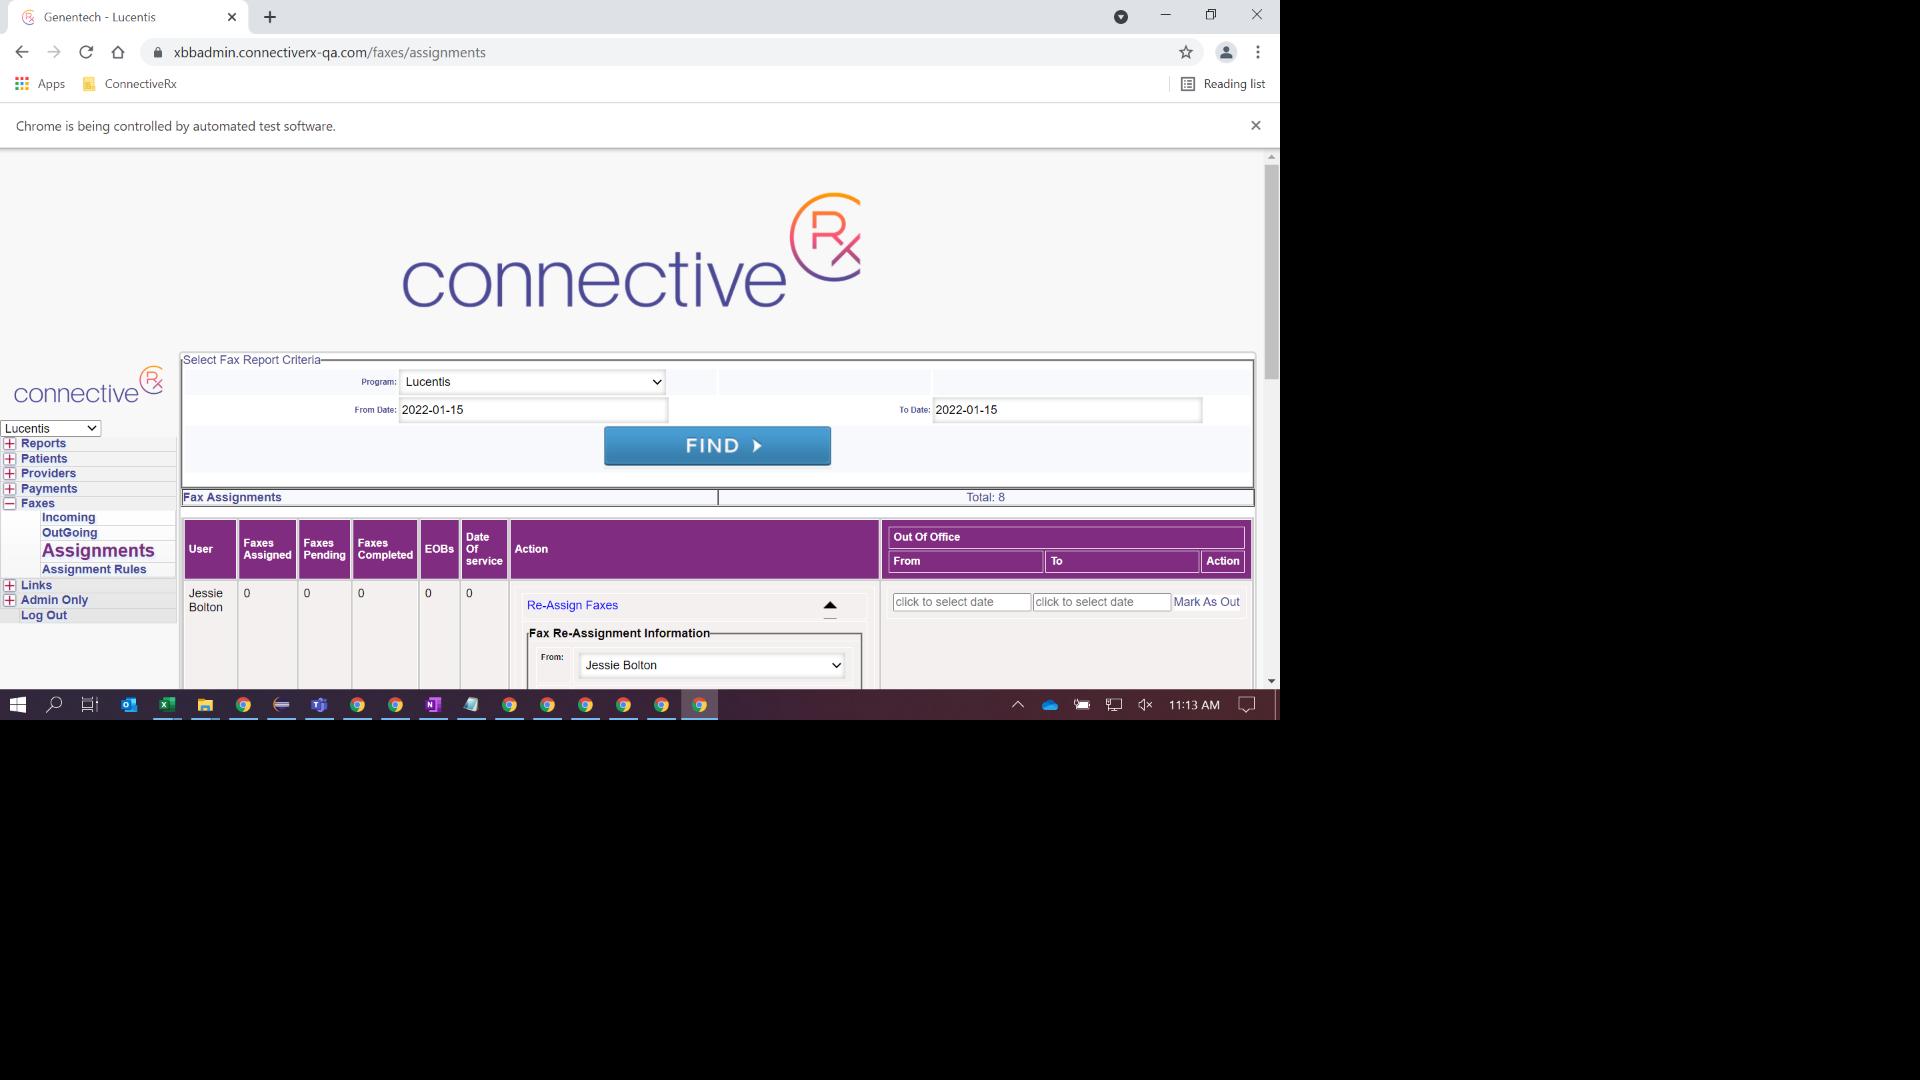 Genentech - Lucentis
xbbadmin.connectiverx-qa.com/faxes/assignments
Apps
ConnectiveRx
Reading list
Chrome is being controlled by automated test software.
connective Rx
connective Rx
Lucentis
Reports
Patients
Providers
Payments
Faxes
Incoming
OutGoing
Assignments
Assignment Rules
Links
Admin Only
Log Out
Select Fax Report Criteria
Program: Lucentis
From Date: 2022-01-15 To Date: 2022-01-15
FIND
Fax Assignments Total: 8
User Faxes Assigned Faxes Pending Faxes Completed EOBs Date Of service Action Out Of Office
From To Action
Jessie Bolton 0 0 0 0 0
Re-Assign Faxes click to select date click to select date Mark As Out
Fax Re-Assignment Information
From: Jessie Bolton
11:13 AM